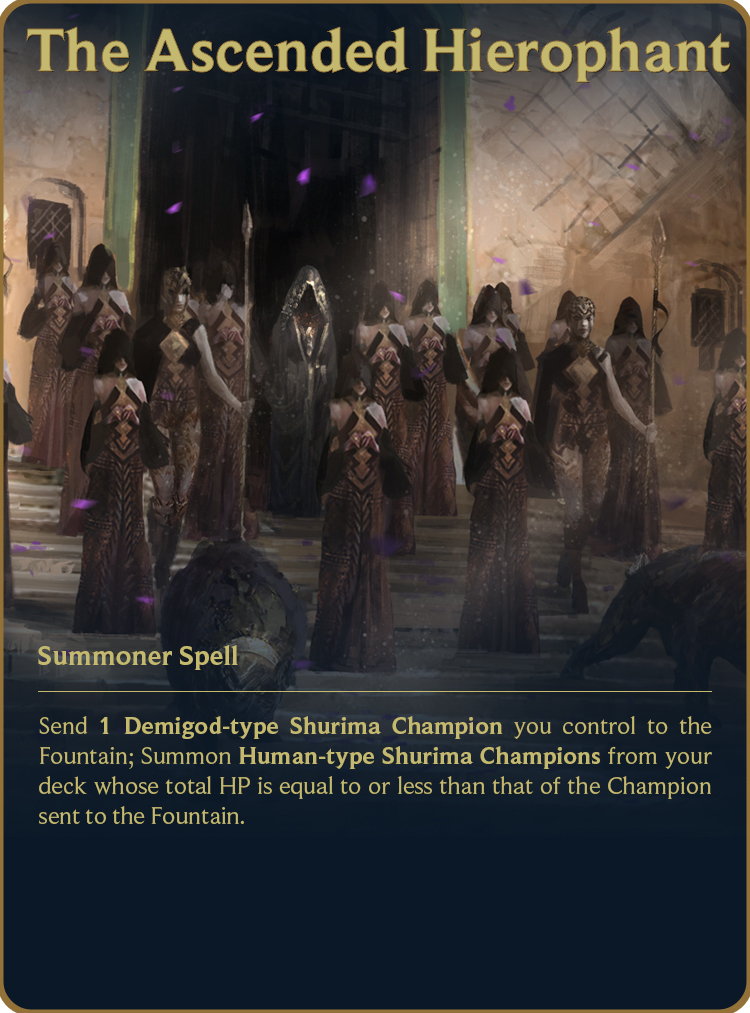 The Ascended Hierophant
Summoner Spell
Send 1 Demigod-type Shurima Champion you control to the
Fountain; Summon Human-type Shurima Champions from your
deck whose total HP is equal to or less than that of the Champion
sent to the Fountain.